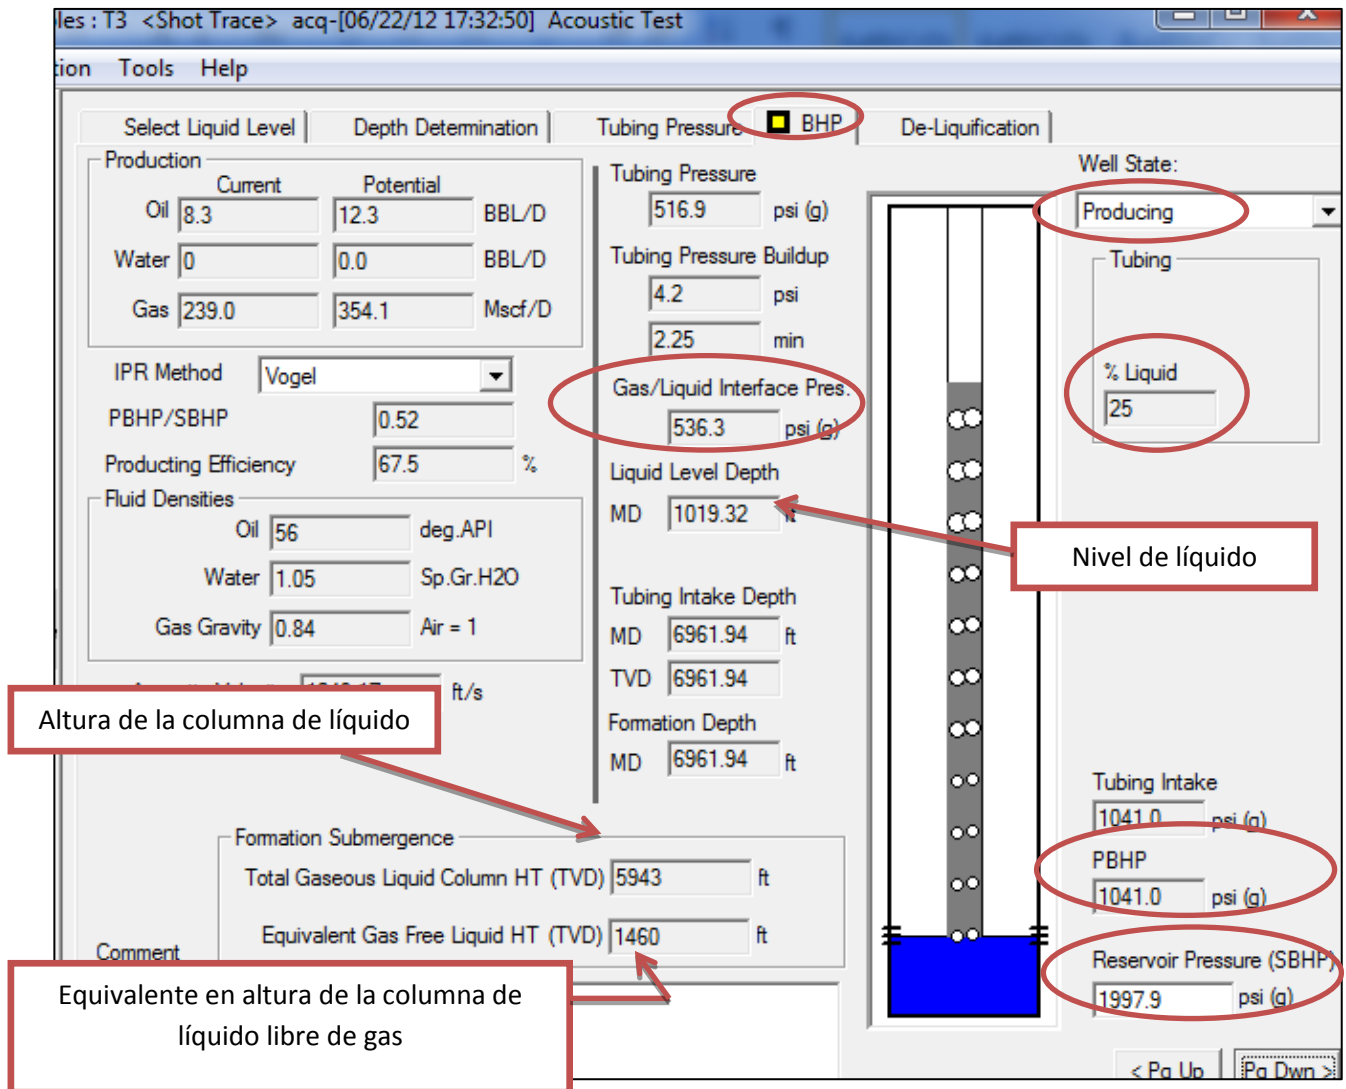 les : T3 <Shot Trace> acq-[06/22/12 17:32:50] Acoustic Test
tion Tools Help
Select Liquid Level Depth Determination Tubing Pressure BHP De-Liquification
Production
Current Potential
Oil 8.3 12.3 BBL/D
Water 0 0.0 BBL/D
Gas 239.0 354.1 Mscf/D
IPR Method Vogel
PBHP/SBHP 0.52
Producting Efficiency 67.5 %
Fluid Densities
Oil 56 deg.API
Water 1.05 Sp.Gr.H2O
Gas Gravity 0.84 Air = 1
ft/s
Altura de la columna de líquido
Formation Submergence
Total Gaseous Liquid Column HT (TVD) 5943 ft
Equivalent Gas Free Liquid HT (TVD) 1460 ft
Comment
Equivalente en altura de la columna de
líquido libre de gas
Tubing Pressure
516.9 psi (g)
Tubing Pressure Buildup
4.2 psi
2.25 min
Gas/Liquid Interface Pres.
536.3 psi (g)
Liquid Level Depth
MD 1019.32 ft
Tubing Intake Depth
MD 6961.94 ft
TVD 6961.94
Formation Depth
MD 6961.94 ft
Well State:
Producing
Tubing
% Liquid
25
Nivel de líquido
Tubing Intake
1041.0 psi (g)
PBHP
1041.0 psi (g)
Reservoir Pressure (SBHP)
1997.9 psi (g)
< Pg Up Pg Dwn >